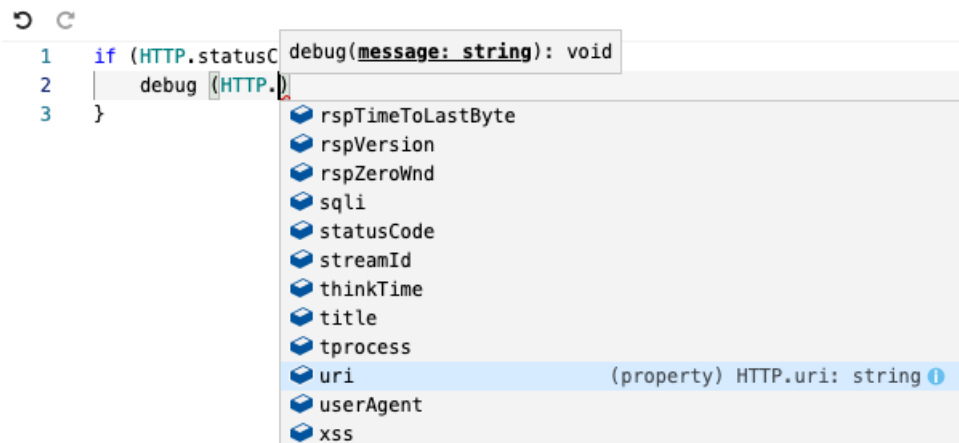 1 if (HTTP.statusC
debug(message: string): void
2 debug (HTTP.)
3 }
rspTimeToLastByte
rspVersion
rspZeroWnd
sqli
statusCode
streamId
thinkTime
title
tprocess
uri (property) HTTP.uri: string
userAgent
xss